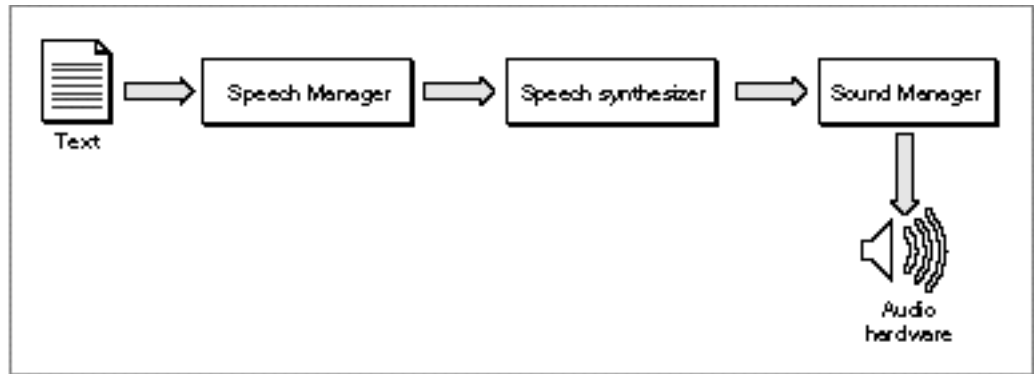 Text
Speech Manager
Speech synthesizer
Sound Manager
Audio
hardware